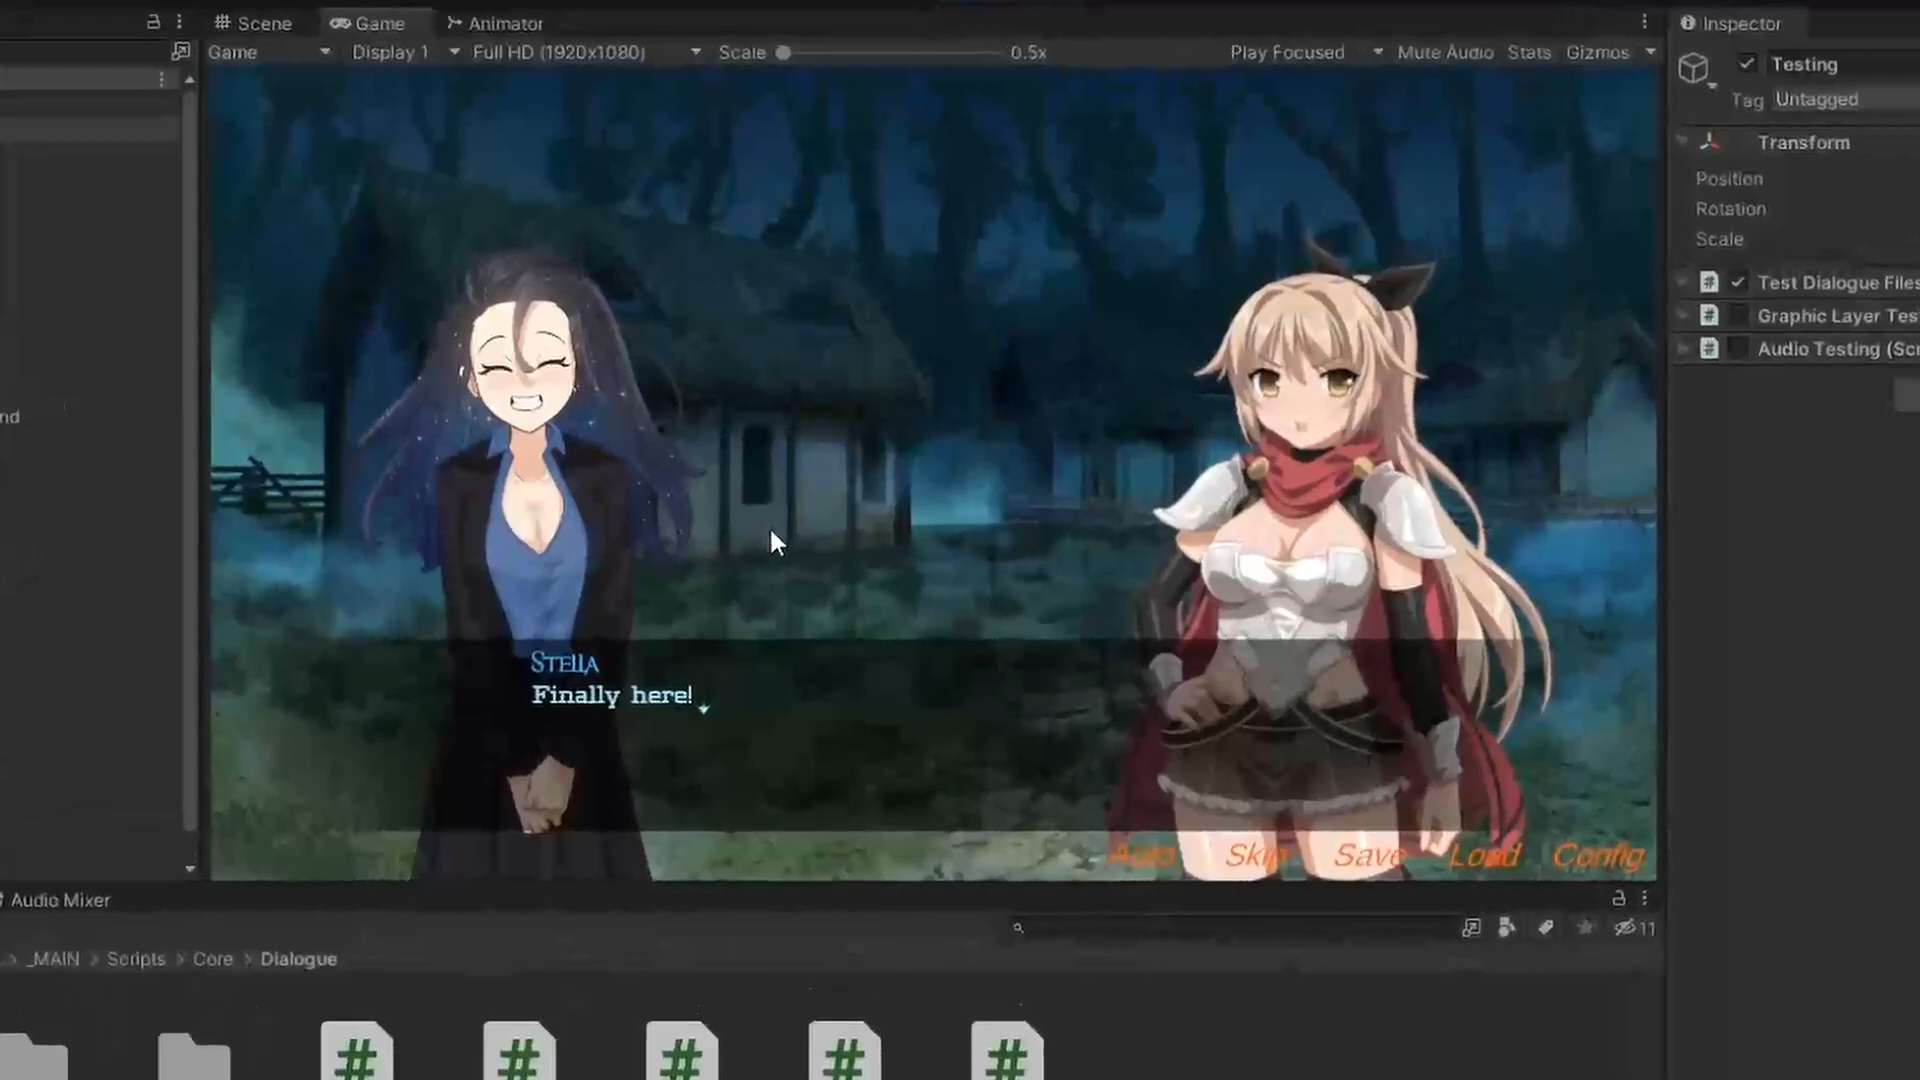 Scene
Game
Animator
Inspector
Game
Display 1
Full HD (1920x1080)
Scale
0.5x
Play Focused
Mute Audio
Stats
Gizmos
Testing
Tag Untagged
Transform
Position
Rotation
Scale
Test Dialogue Files
Graphic Layer Tes
Audio Testing (Scr
nd
Stella
Finally here!
Auto
Skip
Save
Load
Config
Audio Mixer
11
_MAIN > Scripts > Core > Dialogue